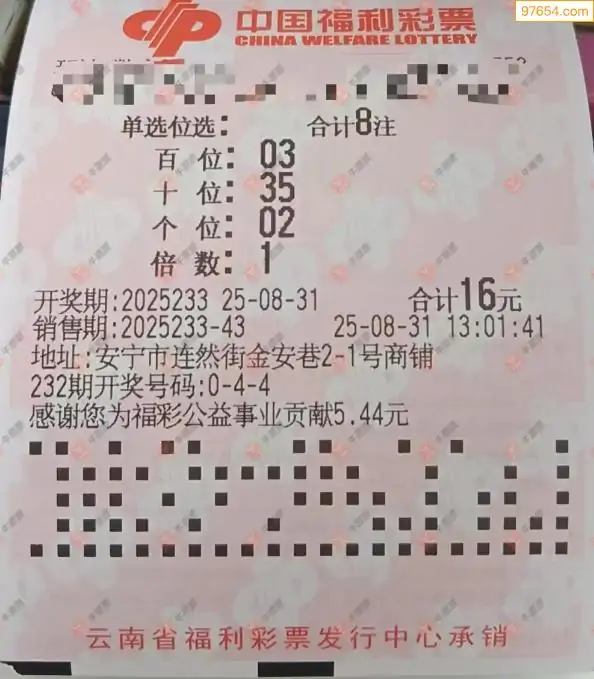 97654.com
中国福利彩票
CHINA WELFARE LOTTERY
单选位选: 合计8注
百位: 03
十位: 35
个位: 02
倍数: 1
开奖期:2025233 25-08-31 合计16元
销售期:2025233-43 25-08-31 13:01:41
地址:安宁市连然街金安巷2-1号商铺
232期开奖号码:0-4-4
感谢您为福彩公益事业贡献5.44元
云南省福利彩票发行中心承销